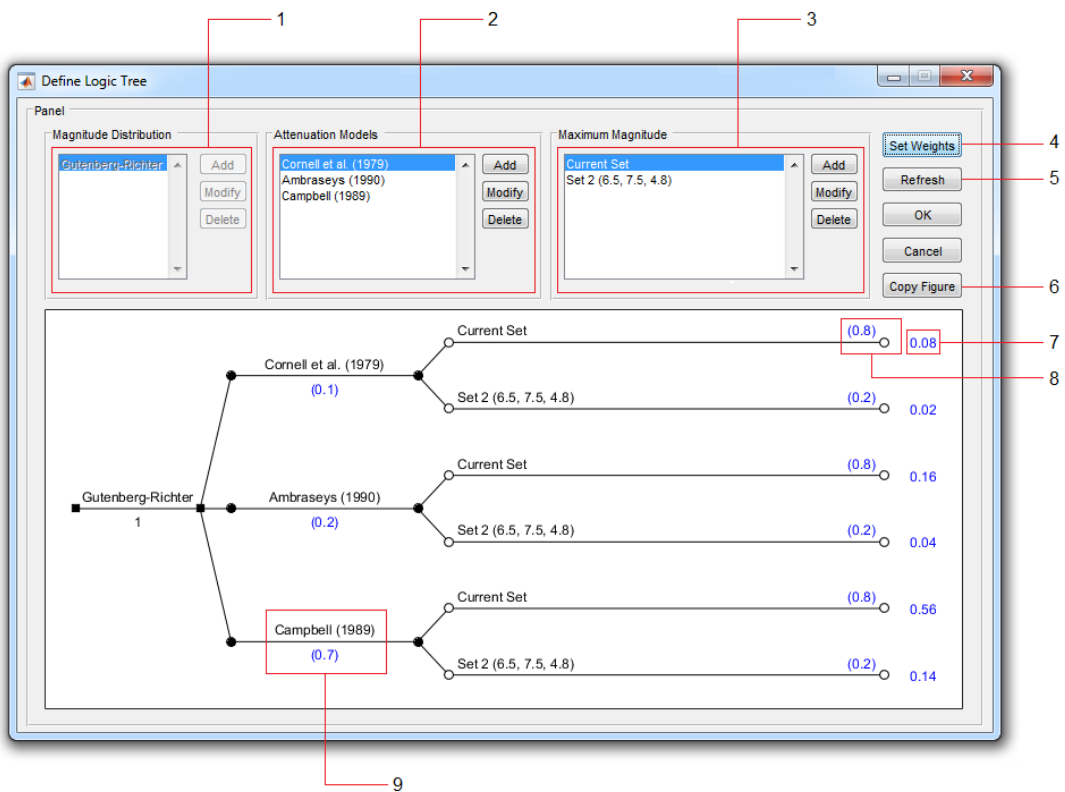 1
2
3
Define Logic Tree
Panel
Magnitude Distribution
Attenuation Models
Maximum Magnitude
Gutenberg-Richter
Add
Modify
Delete
Cornell et al. (1979)
Ambraseys (1990)
Campbell (1989)
Add
Modify
Delete
Current Set
Set 2 (6.5, 7.5, 4.8)
Add
Modify
Delete
Set Weights
4
Refresh
5
OK
Cancel
Copy Figure
6
Current Set
(0.8)
0.08
7
8
Cornell et al. (1979)
(0.1)
Set 2 (6.5, 7.5, 4.8)
(0.2)
0.02
Current Set
(0.8)
0.16
Gutenberg-Richter
1
Ambraseys (1990)
(0.2)
Set 2 (6.5, 7.5, 4.8)
(0.2)
0.04
Current Set
(0.8)
0.56
Campbell (1989)
(0.7)
Set 2 (6.5, 7.5, 4.8)
(0.2)
0.14
9